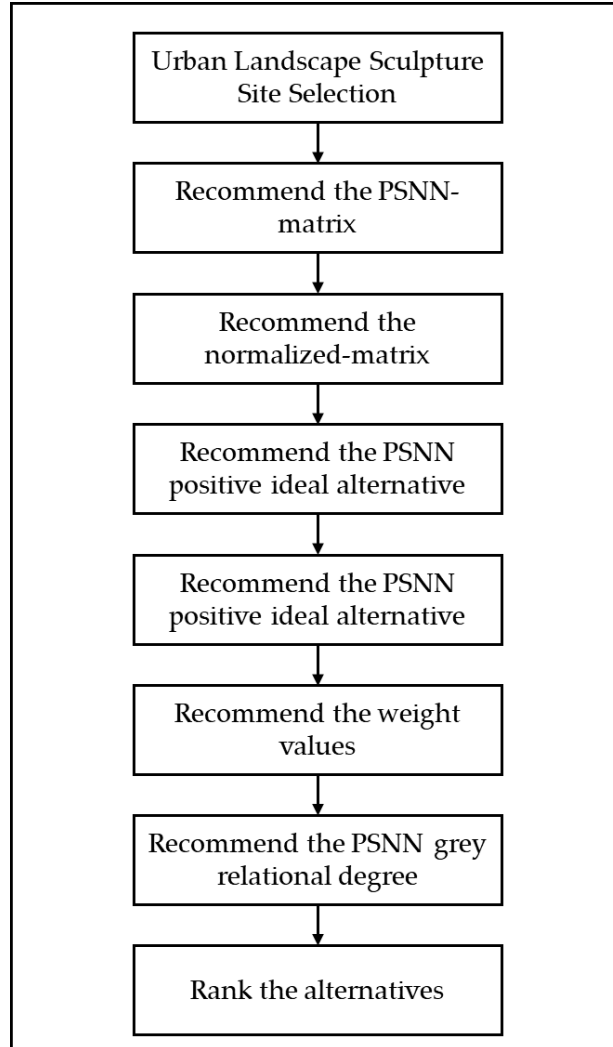 Urban Landscape Sculpture
Site Selection
Recommend the PSNN-
matrix
Recommend the
normalized-matrix
Recommend the PSNN
positive ideal alternative
Recommend the PSNN
positive ideal alternative
Recommend the weight
values
Recommend the PSNN grey
relational degree
Rank the alternatives